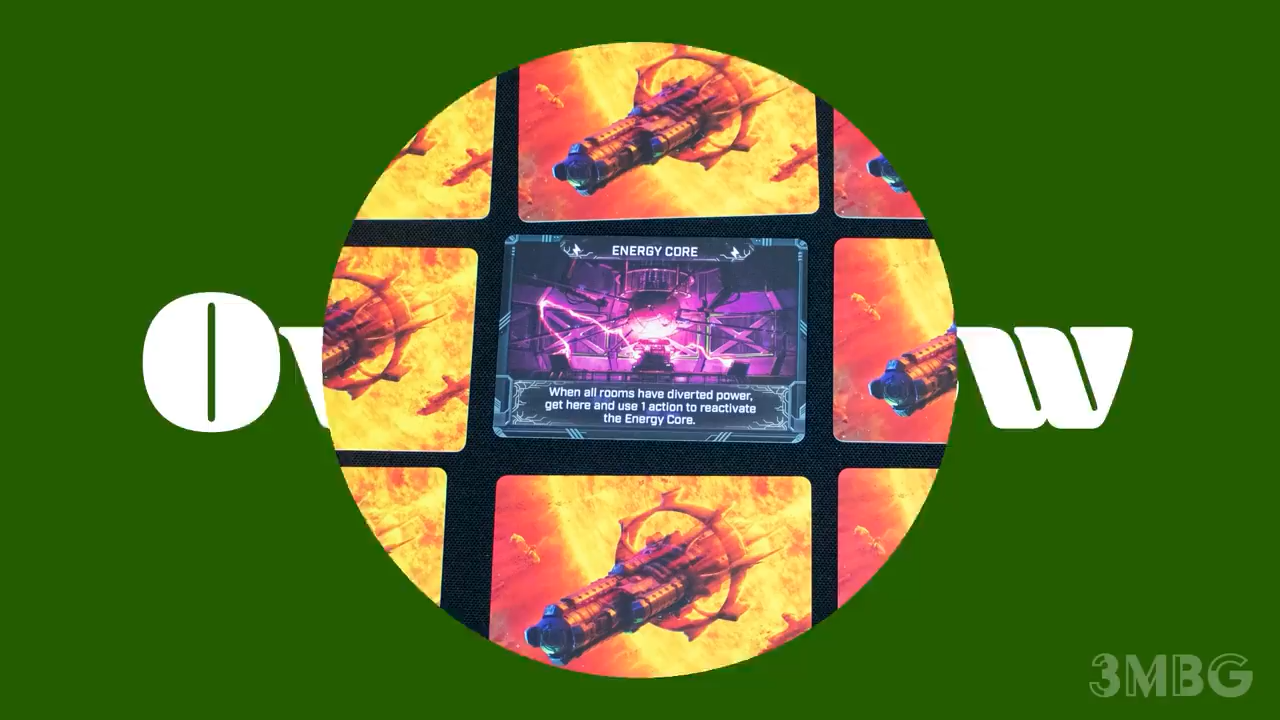 ENERGY CORE
When all rooms have diverted power,
get here and use 1 action to reactivate
the Energy Core.
3MBG